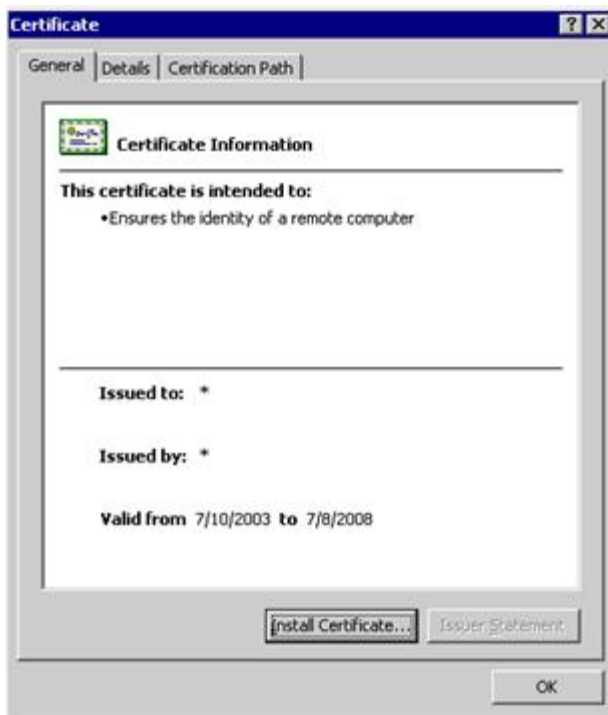 Certificate
General Details Certification Path
Certificate Information
This certificate is intended to:
•Ensures the identity of a remote computer
Issued to: *
Issued by: *
Valid from 7/10/2003 to 7/8/2008
Install Certificate... Issuer Statement
OK